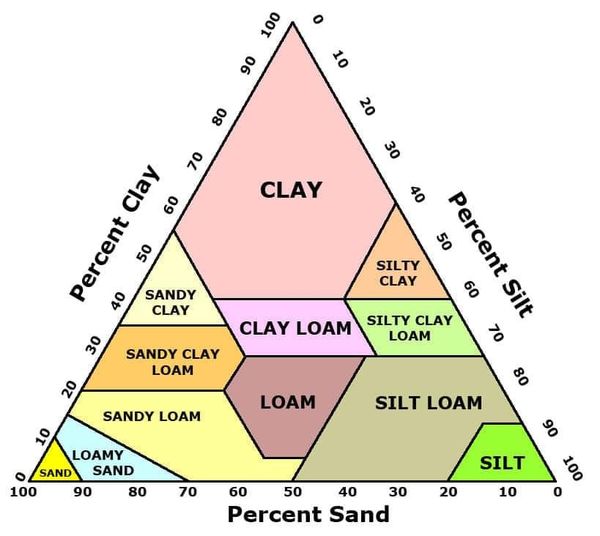 100
0
90
10
80
20
70
30
60
40
50
50
40
60
30
70
20
80
10
90
0
100
Percent Clay
Percent Silt
CLAY
SILTY
CLAY
SANDY
CLAY
CLAY LOAM
SILTY CLAY
LOAM
SANDY CLAY
LOAM
LOAM
SILT LOAM
SANDY LOAM
LOAMY
SAND
SAND
SILT
100 90 80 70 60 50 40 30 20 10 0
Percent Sand